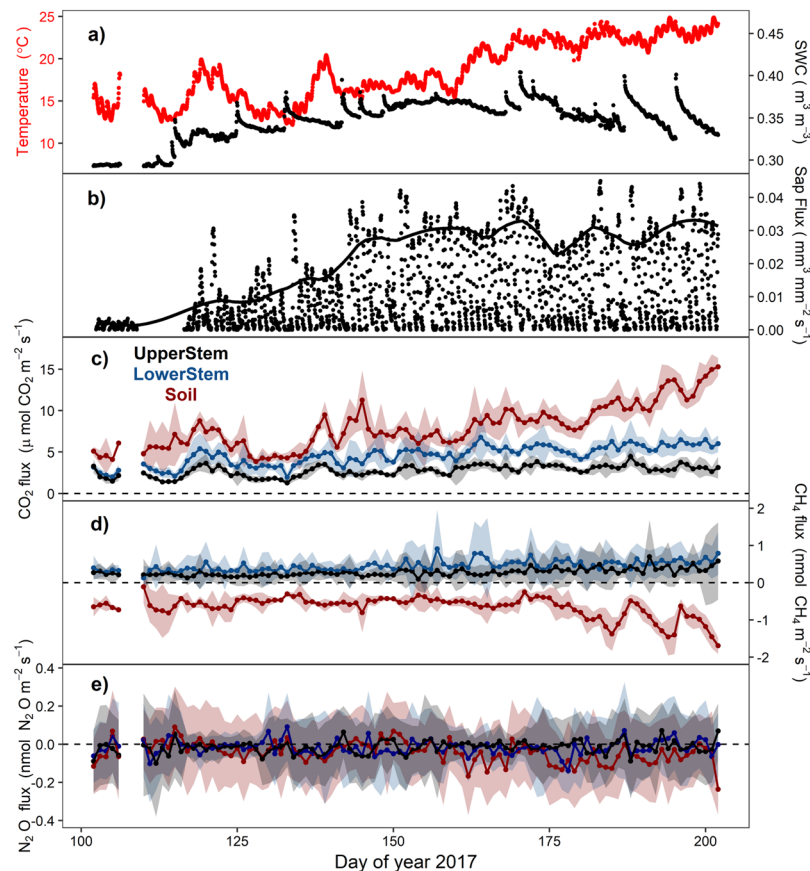 a)
Temperature (°C)
25
20
15
10
SWC ( m³ m⁻³)
0.45
0.40
0.35
0.30
b)
Sap Flux ( mm³ mm⁻² s⁻¹)
0.04
0.03
0.02
0.01
0.00
c)
UpperStem
LowerStem
Soil
CO₂ flux (μ mol CO₂ m⁻² s⁻¹)
15
10
5
0
d)
CH₄ flux (nmol CH₄ m⁻² s⁻¹)
2
1
0
-1
-2
e)
N₂ O flux (nmol N₂ O m⁻² s⁻¹)
0.4
0.2
0.0
-0.2
-0.4
100 125 150 175 200
Day of year 2017